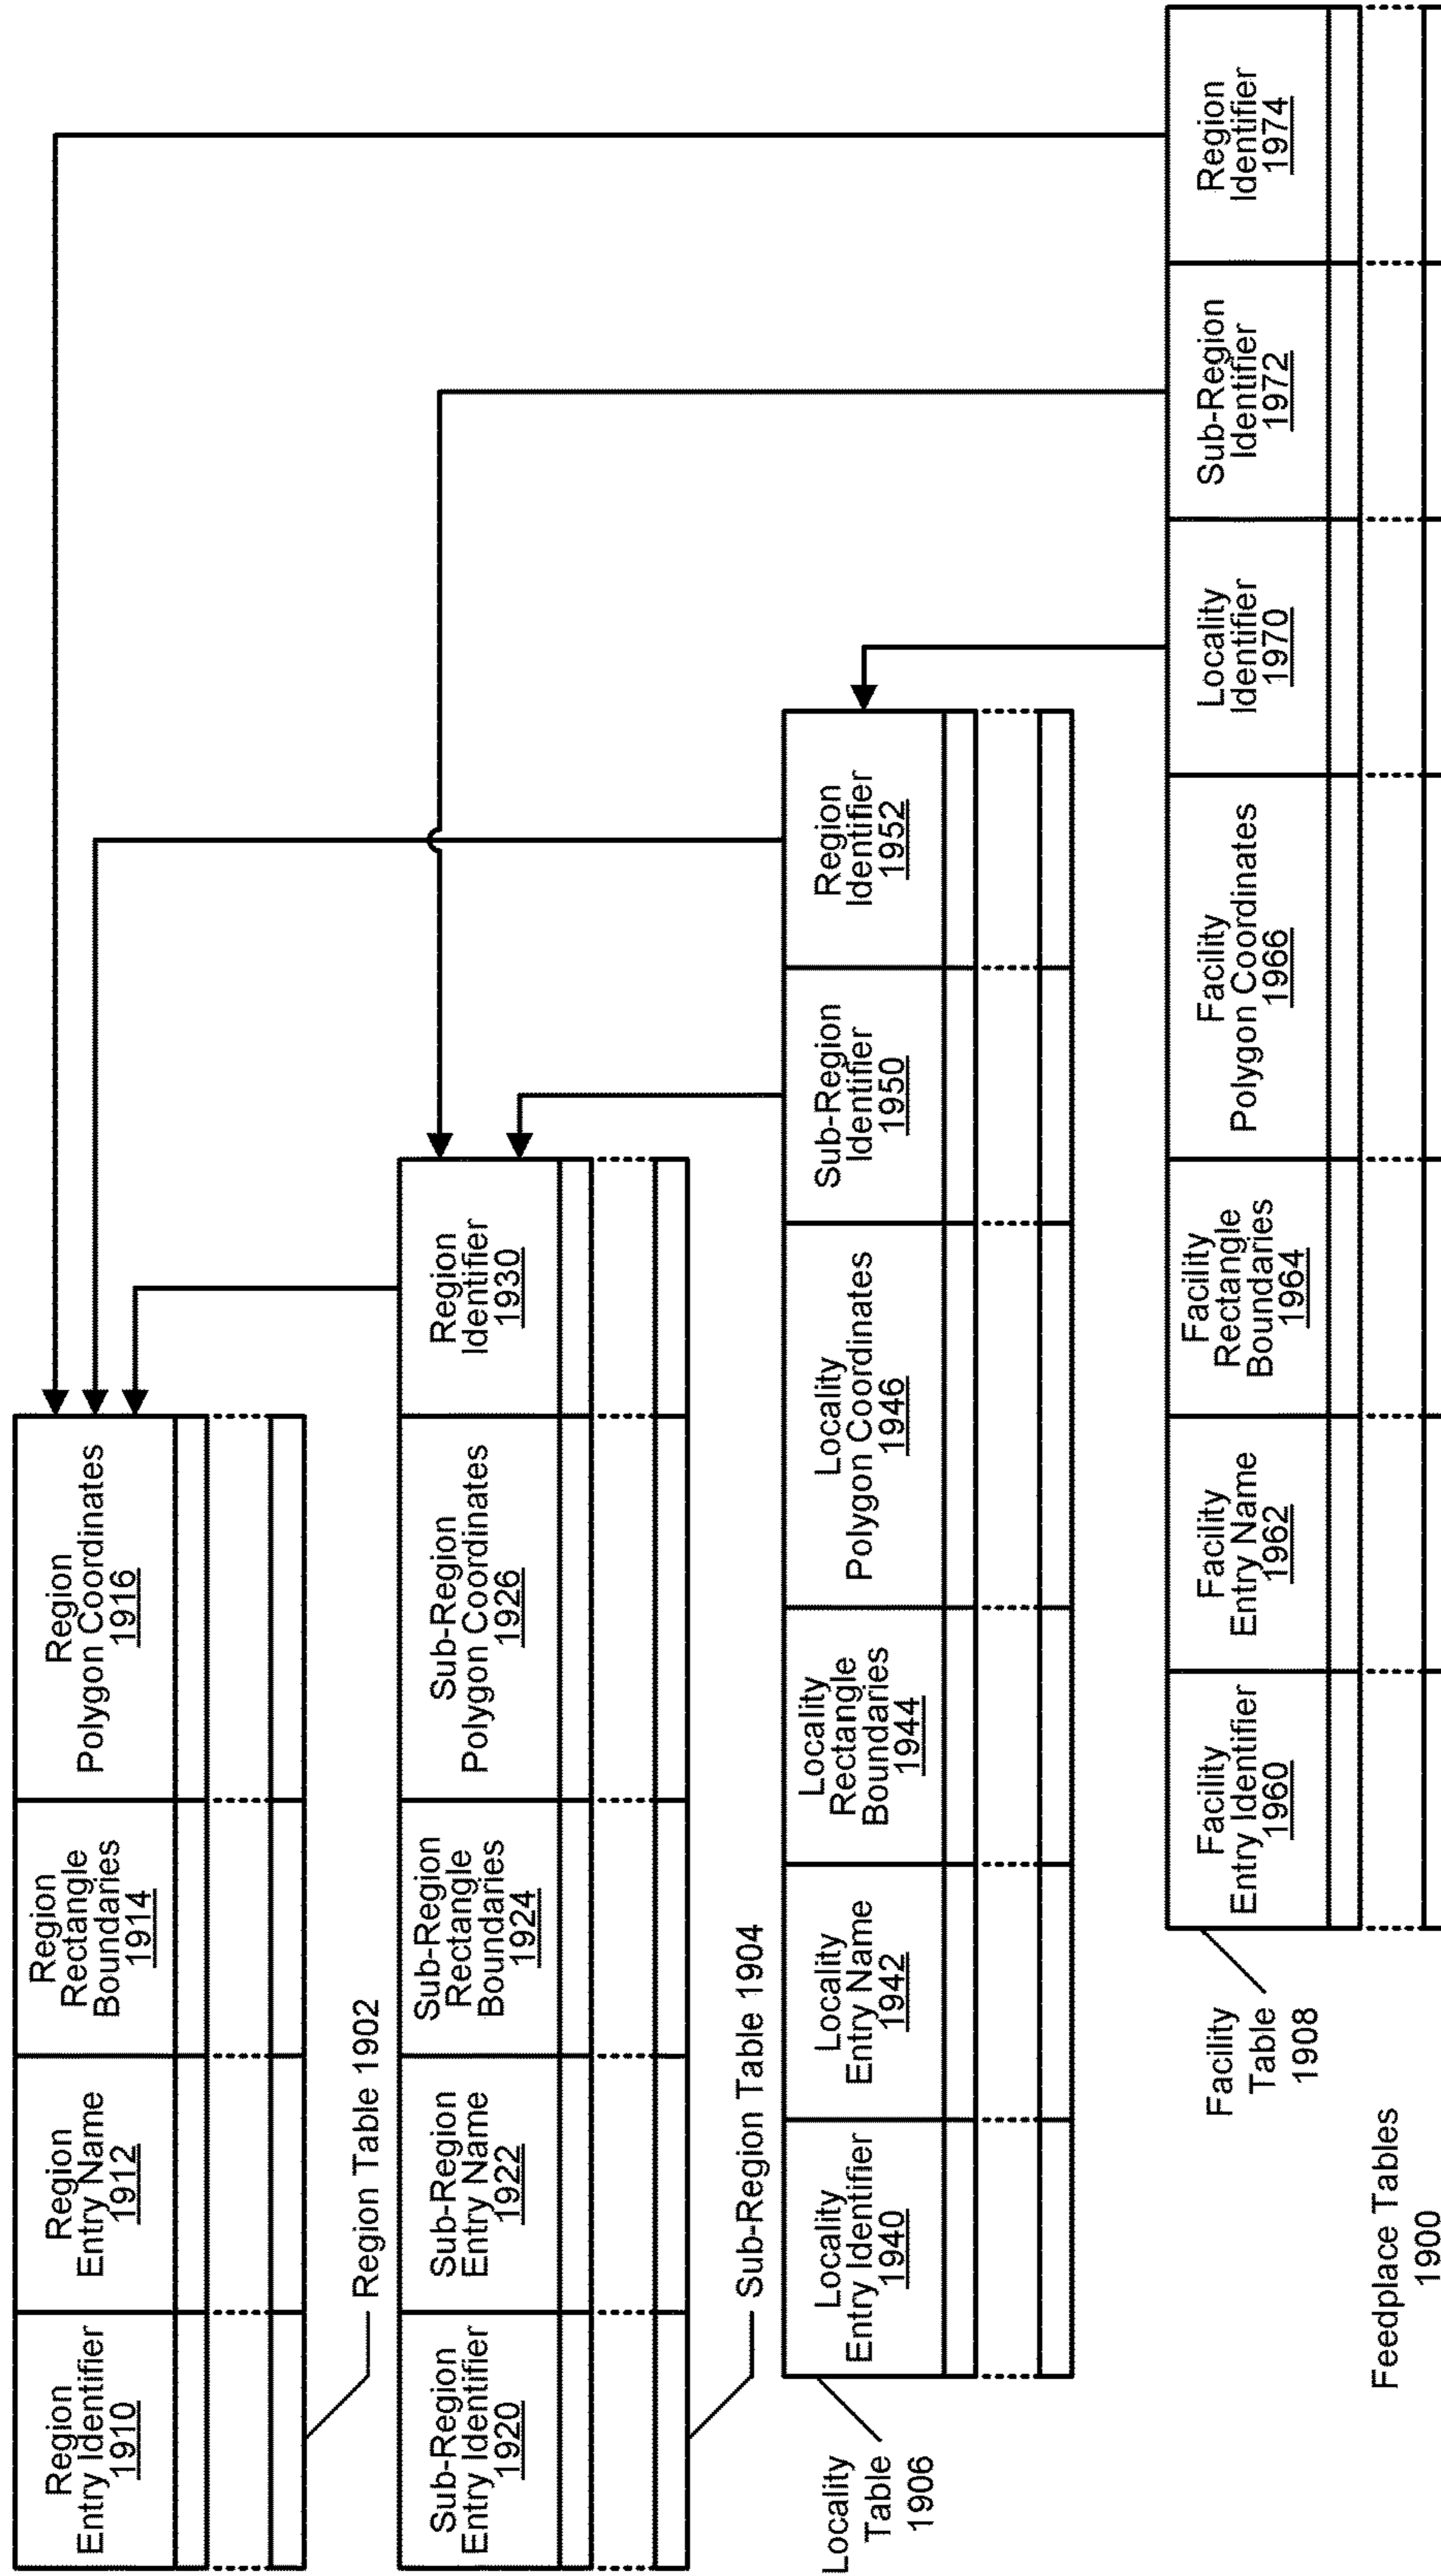 Region
Entry Identifier
1910
Region
Entry Name
1912
Region
Rectangle
Boundaries
1914
Region
Polygon Coordinates
1916
Region Table 1902
Sub-Region
Entry Identifier
1920
Sub-Region
Entry Name
1922
Sub-Region
Rectangle
Boundaries
1924
Sub-Region
Polygon Coordinates
1926
Region
Identifier
1930
Sub-Region Table 1904
Locality
Entry Identifier
1940
Locality
Entry Name
1942
Locality
Rectangle
Boundaries
1944
Locality
Polygon Coordinates
1946
Sub-Region
Identifier
1950
Region
Identifier
1952
Locality
Table
1906
Facility
Entry Identifier
1960
Facility
Entry Name
1962
Facility
Rectangle
Boundaries
1964
Facility
Polygon Coordinates
1966
Locality
Identifier
1970
Sub-Region
Identifier
1972
Region
Identifier
1974
Facility
Table
1908
Feedplace Tables
1900